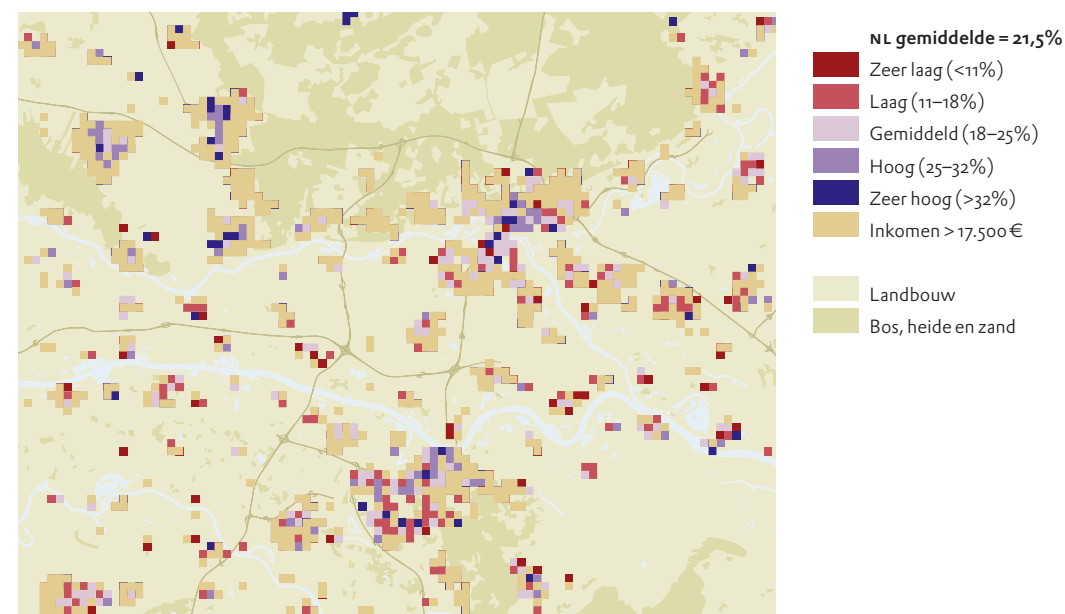 NL gemiddelde = 21,5%
Zeer laag (<11%)
Laag (11–18%)
Gemiddeld (18–25%)
Hoog (25–32%)
Zeer hoog (>32%)
Inkomen > 17.500 €
Landbouw
Bos, heide en zand